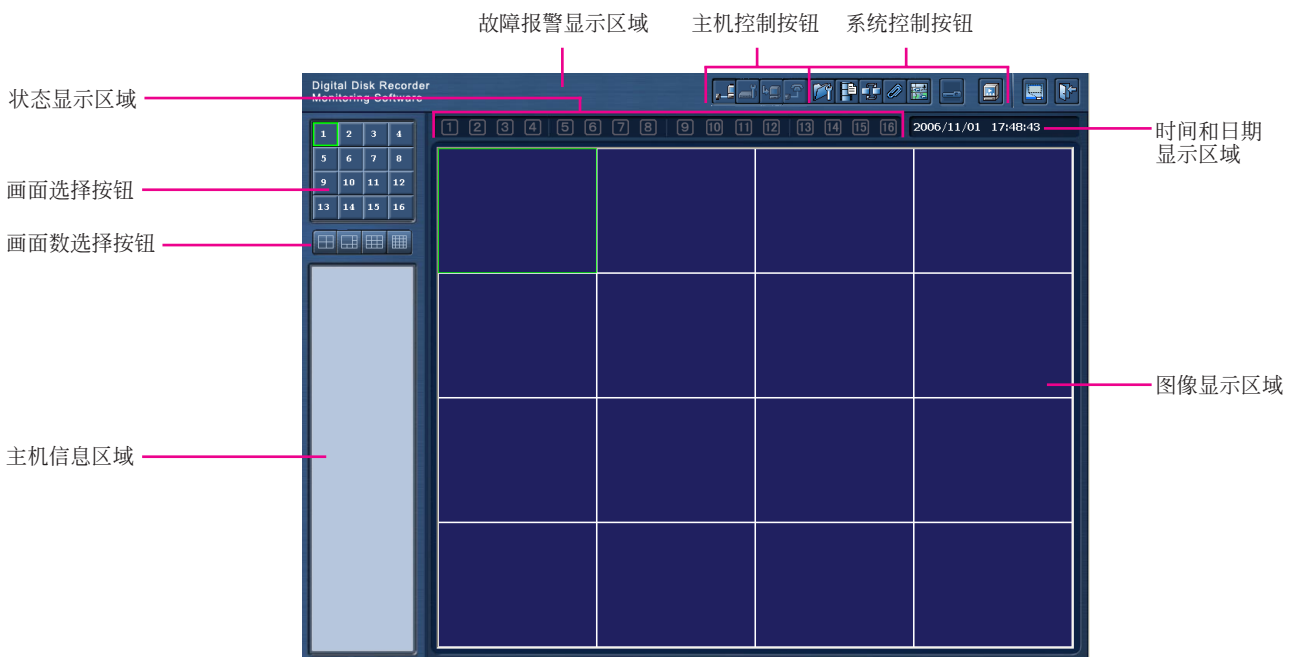 故障报警显示区域 主机控制按钮 系统控制按钮
Digital Disk Recorder
Monitoring Software
状态显示区域
1 2 3 4 5 6 7 8 9 10 11 12 13 14 15 16
2006/11/01 17:48:43
时间和日期
显示区域
1 2 3 4
5 6 7 8
9 10 11 12
13 14 15 16
画面选择按钮
画面数选择按钮
图像显示区域
主机信息区域